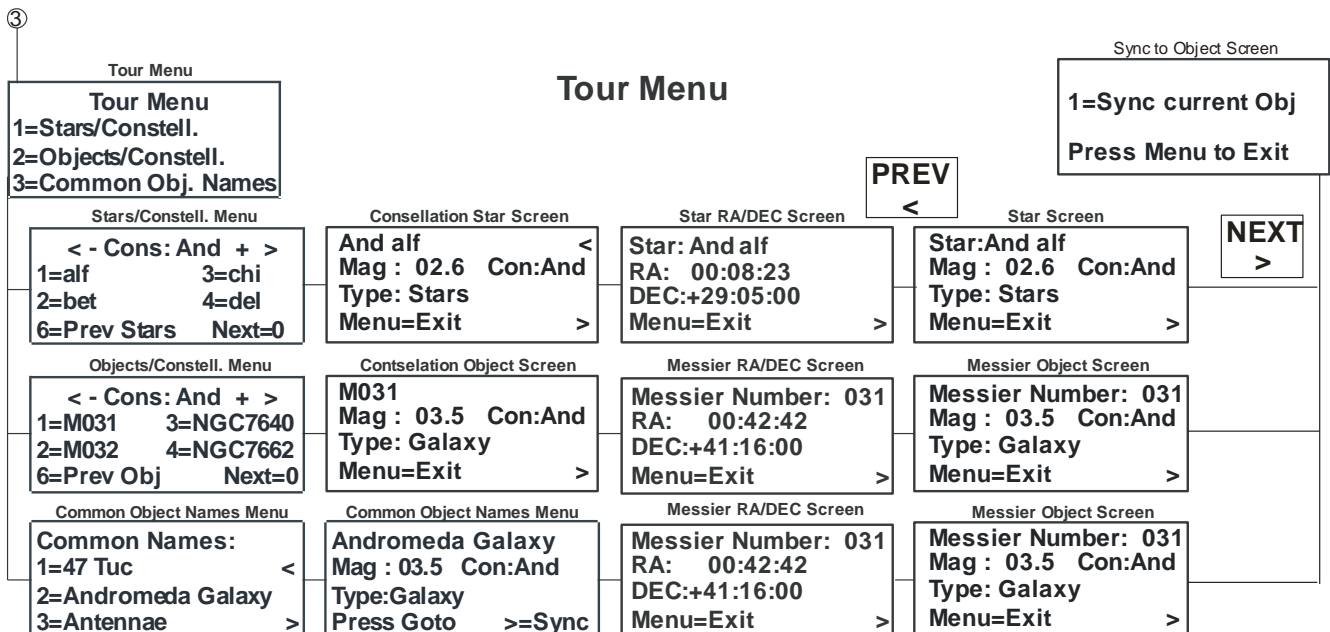 ③
Tour Menu
Tour Menu
1=Stars/Constell.
2=Objects/Constell.
3=Common Obj. Names
Tour Menu
Sync to Object Screen
1=Sync current Obj
Press Menu to Exit
PREV
<
NEXT
>
Stars/Constell. Menu
< - Cons: And + >
1=alf 3=chi
2=bet 4=del
6=Prev Stars Next=0
Consellation Star Screen
And alf <
Mag : 02.6 Con:And
Type: Stars
Menu=Exit >
Star RA/DEC Screen
Star: And alf
RA: 00:08:23
DEC:+29:05:00
Menu=Exit >
Star Screen
Star:And alf
Mag : 02.6 Con:And
Type: Stars
Menu=Exit >
Objects/Constell. Menu
< - Cons: And + >
1=M031 3=NGC7640
2=M032 4=NGC7662
6=Prev Obj Next=0
Contselation Object Screen
M031
Mag : 03.5 Con:And
Type: Galaxy
Menu=Exit >
Messier RA/DEC Screen
Messier Number: 031
RA: 00:42:42
DEC:+41:16:00
Menu=Exit >
Messier Object Screen
Messier Number: 031
Mag : 03.5 Con:And
Type: Galaxy
Menu=Exit >
Common Object Names Menu
Common Names:
1=47 Tuc <
2=Andromeda Galaxy
3=Antennae >
Common Object Names Menu
Andromeda Galaxy
Mag : 03.5 Con:And
Type:Galaxy
Press Goto >=Sync
Messier RA/DEC Screen
Messier Number: 031
RA: 00:42:42
DEC:+41:16:00
Menu=Exit >
Messier Object Screen
Messier Number: 031
Mag : 03.5 Con:And
Type: Galaxy
Menu=Exit >